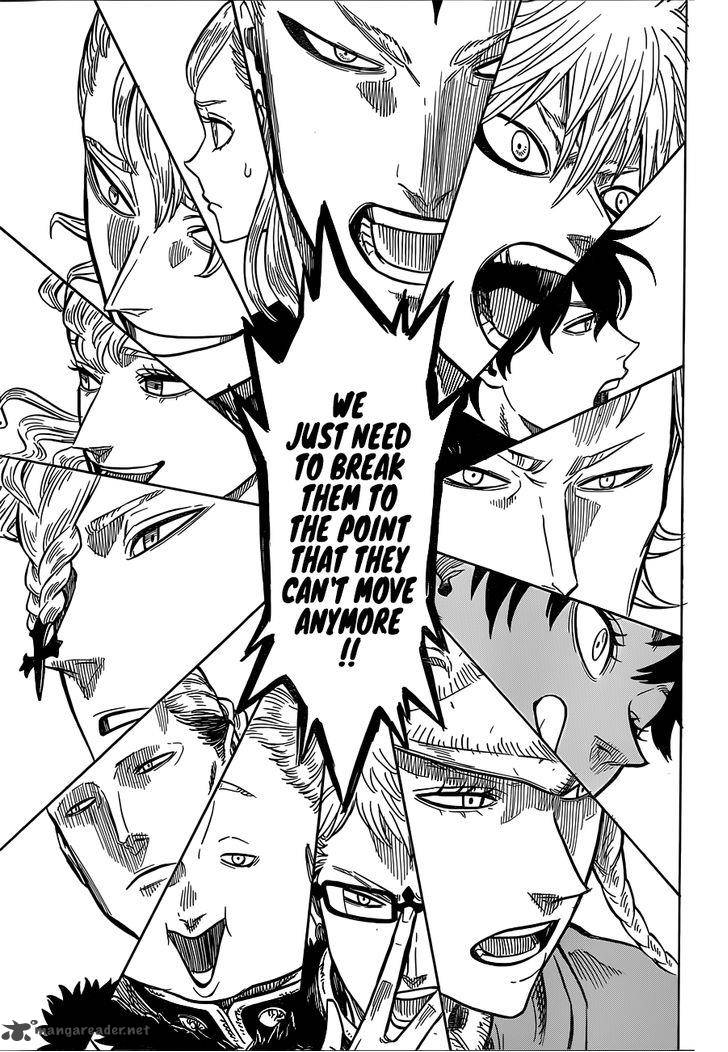 WE
JUST NEED
TO BREAK
THEM TO
THE POINT
THAT THEY
CAN'T MOVE
ANYMORE
!!
mangareader.net